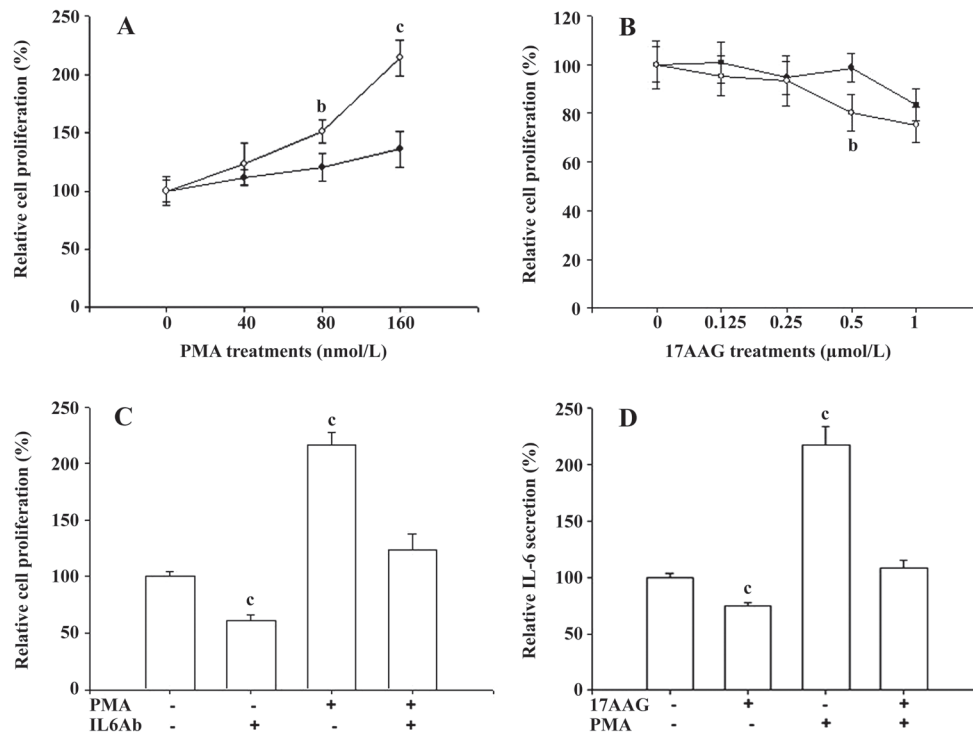 A
Relative cell proliferation (%)
250
200
150
100
50
0
b
c
0 40 80 160
PMA treatments (nmol/L)
B
Relative cell proliferation (%)
120
100
80
60
40
20
0
b
0 0.125 0.25 0.5 1
17AAG treatments (µmol/L)
C
Relative cell proliferation (%)
250
200
150
100
50
0
c
c
PMA - - + +
IL6Ab - + - +
D
Relative IL-6 secretion (%)
250
200
150
100
50
0
c
c
17AAG - + - +
PMA - - + +